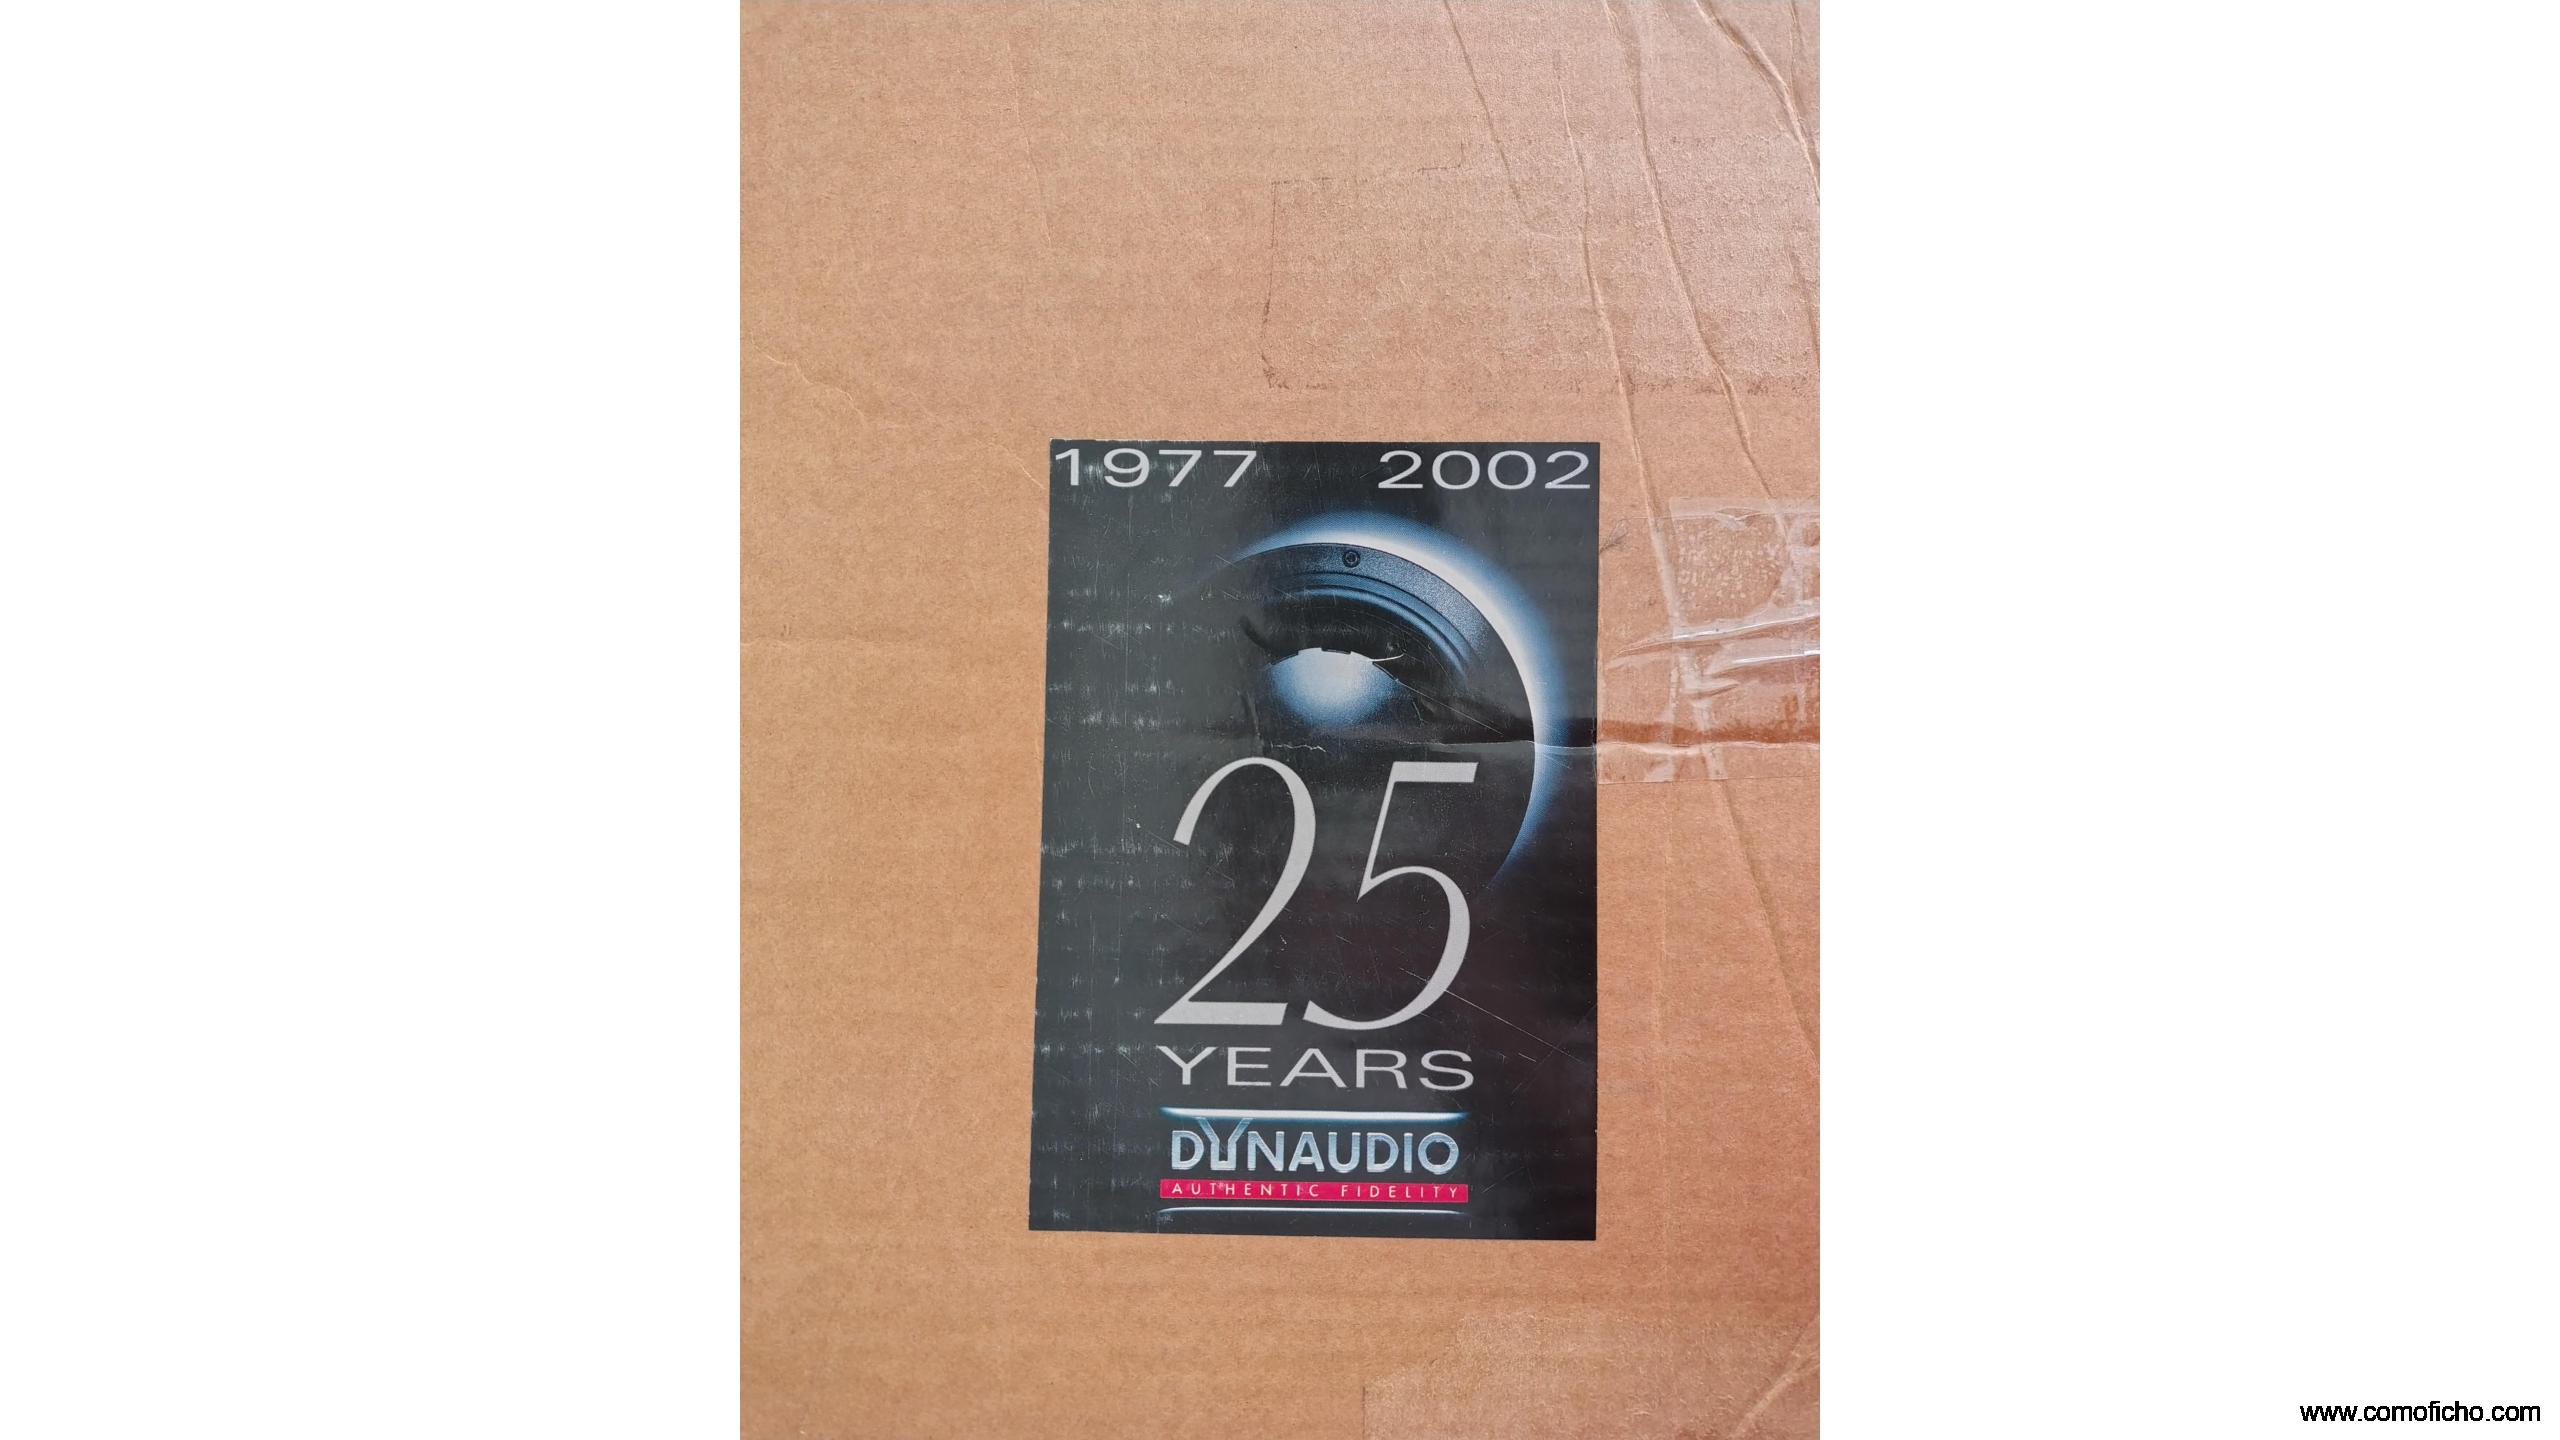 1977 2002
25
YEARS
DYNAUDIO
AUTHENTIC FIDELITY
www.comoficho.com